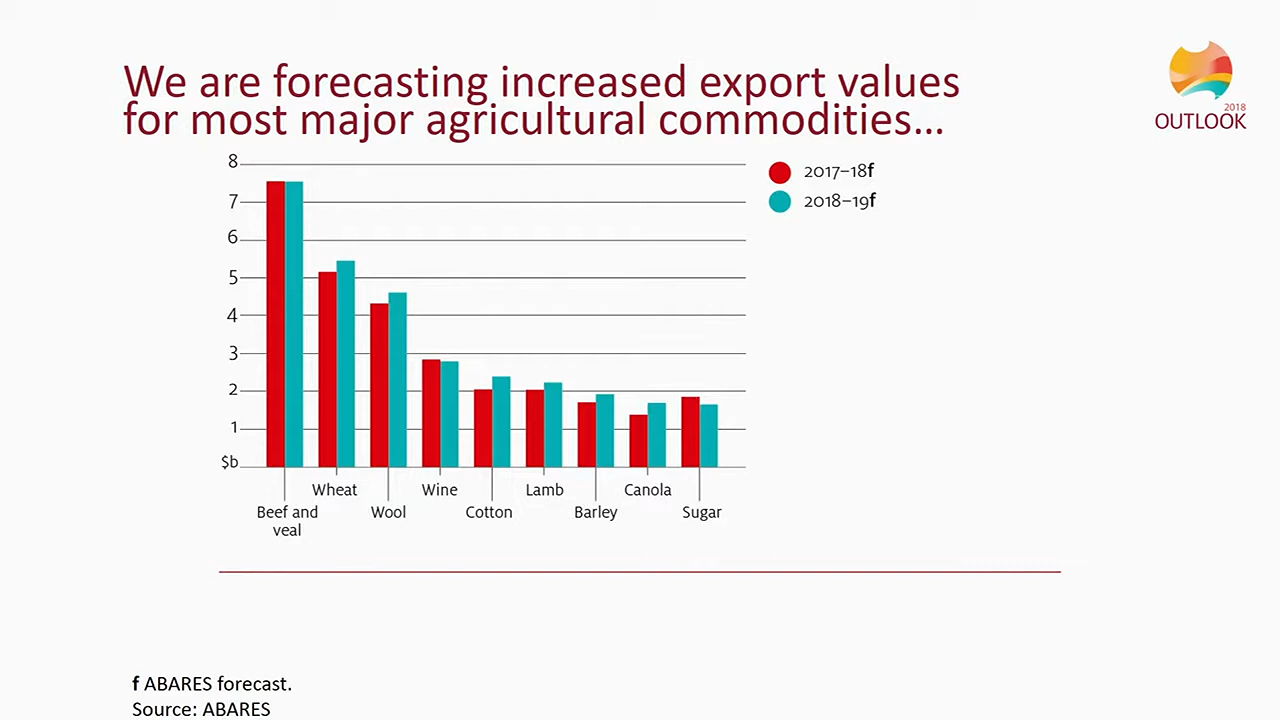 We are forecasting increased export values
for most major agricultural commodities…
2018
OUTLOOK
8
7
6
5
4
3
2
1
$b
2017–18f
2018–19f
Wheat
Wine
Lamb
Canola
Beef and
veal
Wool
Cotton
Barley
Sugar
f ABARES forecast.
Source: ABARES